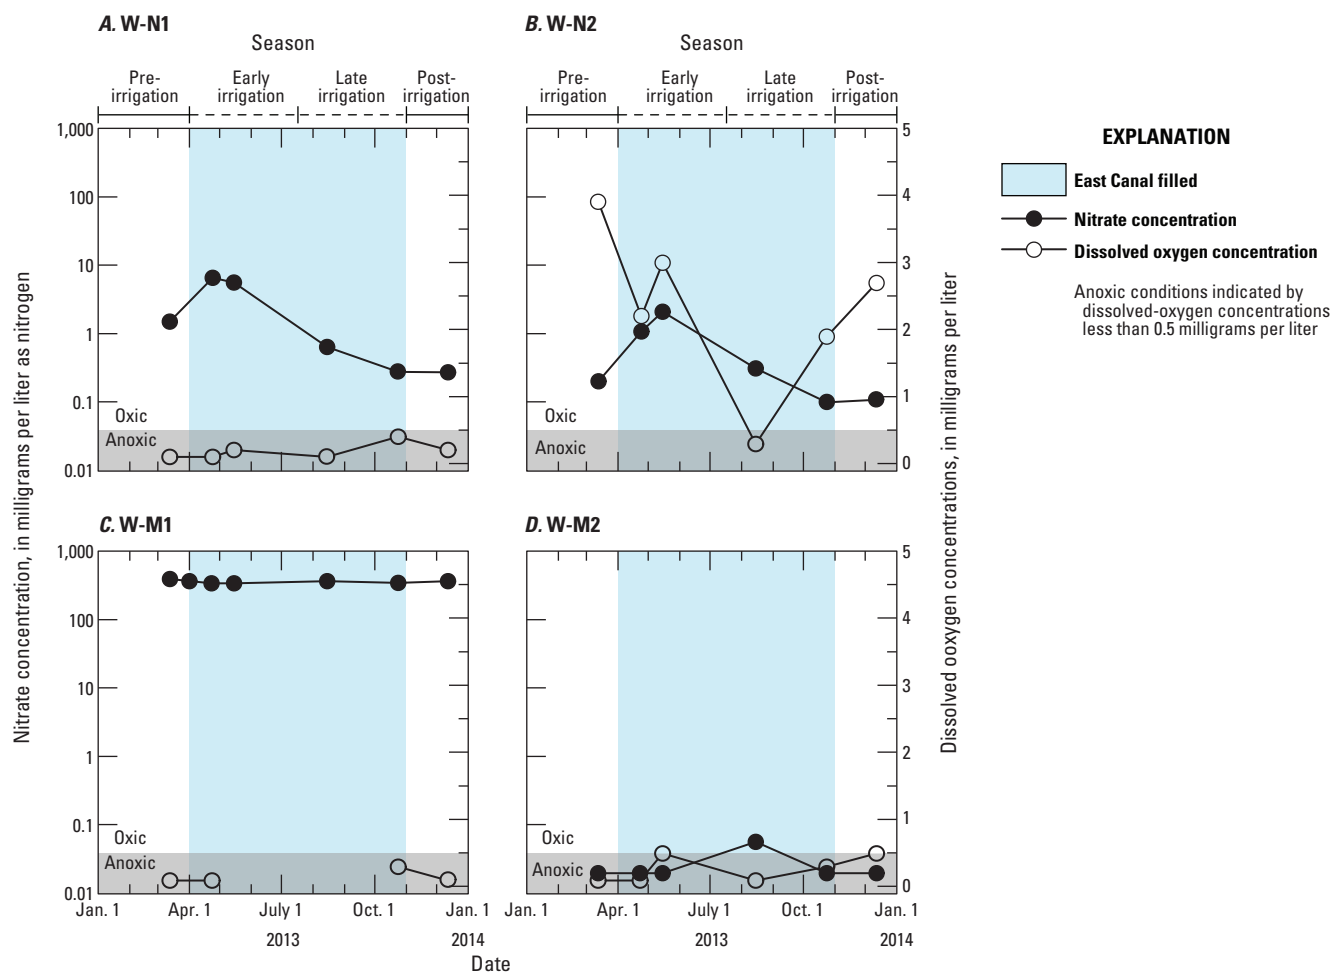 A. W-N1
Season
Pre-
irrigation
Early
irrigation
Late
irrigation
Post-
irrigation
1,000
100
10
1
0.1
0.01
Oxic
Anoxic
B. W-N2
Season
Pre-
irrigation
Early
irrigation
Late
irrigation
Post-
irrigation
5
4
3
2
1
0
Oxic
Anoxic
EXPLANATION
East Canal filled
Nitrate concentration
Dissolved oxygen concentration
Anoxic conditions indicated by
dissolved-oxygen concentrations
less than 0.5 milligrams per liter
Nitrate concentration, in milligrams per liter as nitrogen
Dissolved ooxygen concentrations, in milligrams per liter
C. W-M1
1,000
100
10
1
0.1
0.01
Oxic
Anoxic
Jan. 1
Apr. 1
July 1
Oct. 1
Jan. 1
2013
2014
D. W-M2
5
4
3
2
1
0
Oxic
Anoxic
Jan. 1
Apr. 1
July 1
Oct. 1
Jan. 1
2013
2014
Date